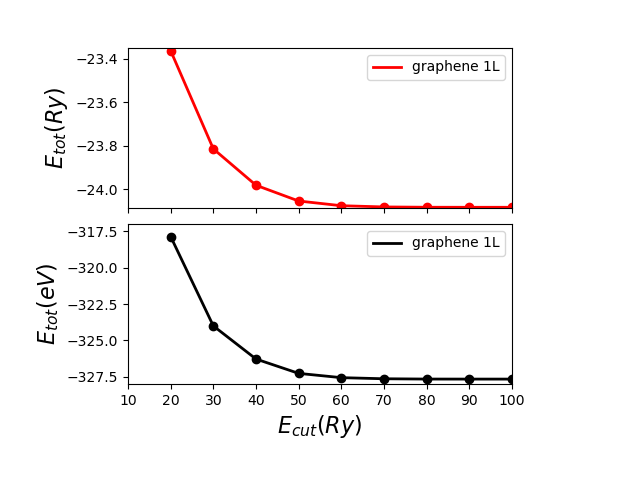 graphene 1L
E_tot(Ry)
−23.4
−23.6
−23.8
−24.0
graphene 1L
E_tot(eV)
−317.5
−320.0
−322.5
−325.0
−327.5
10 20 30 40 50 60 70 80 90 100
E_cut(Ry)